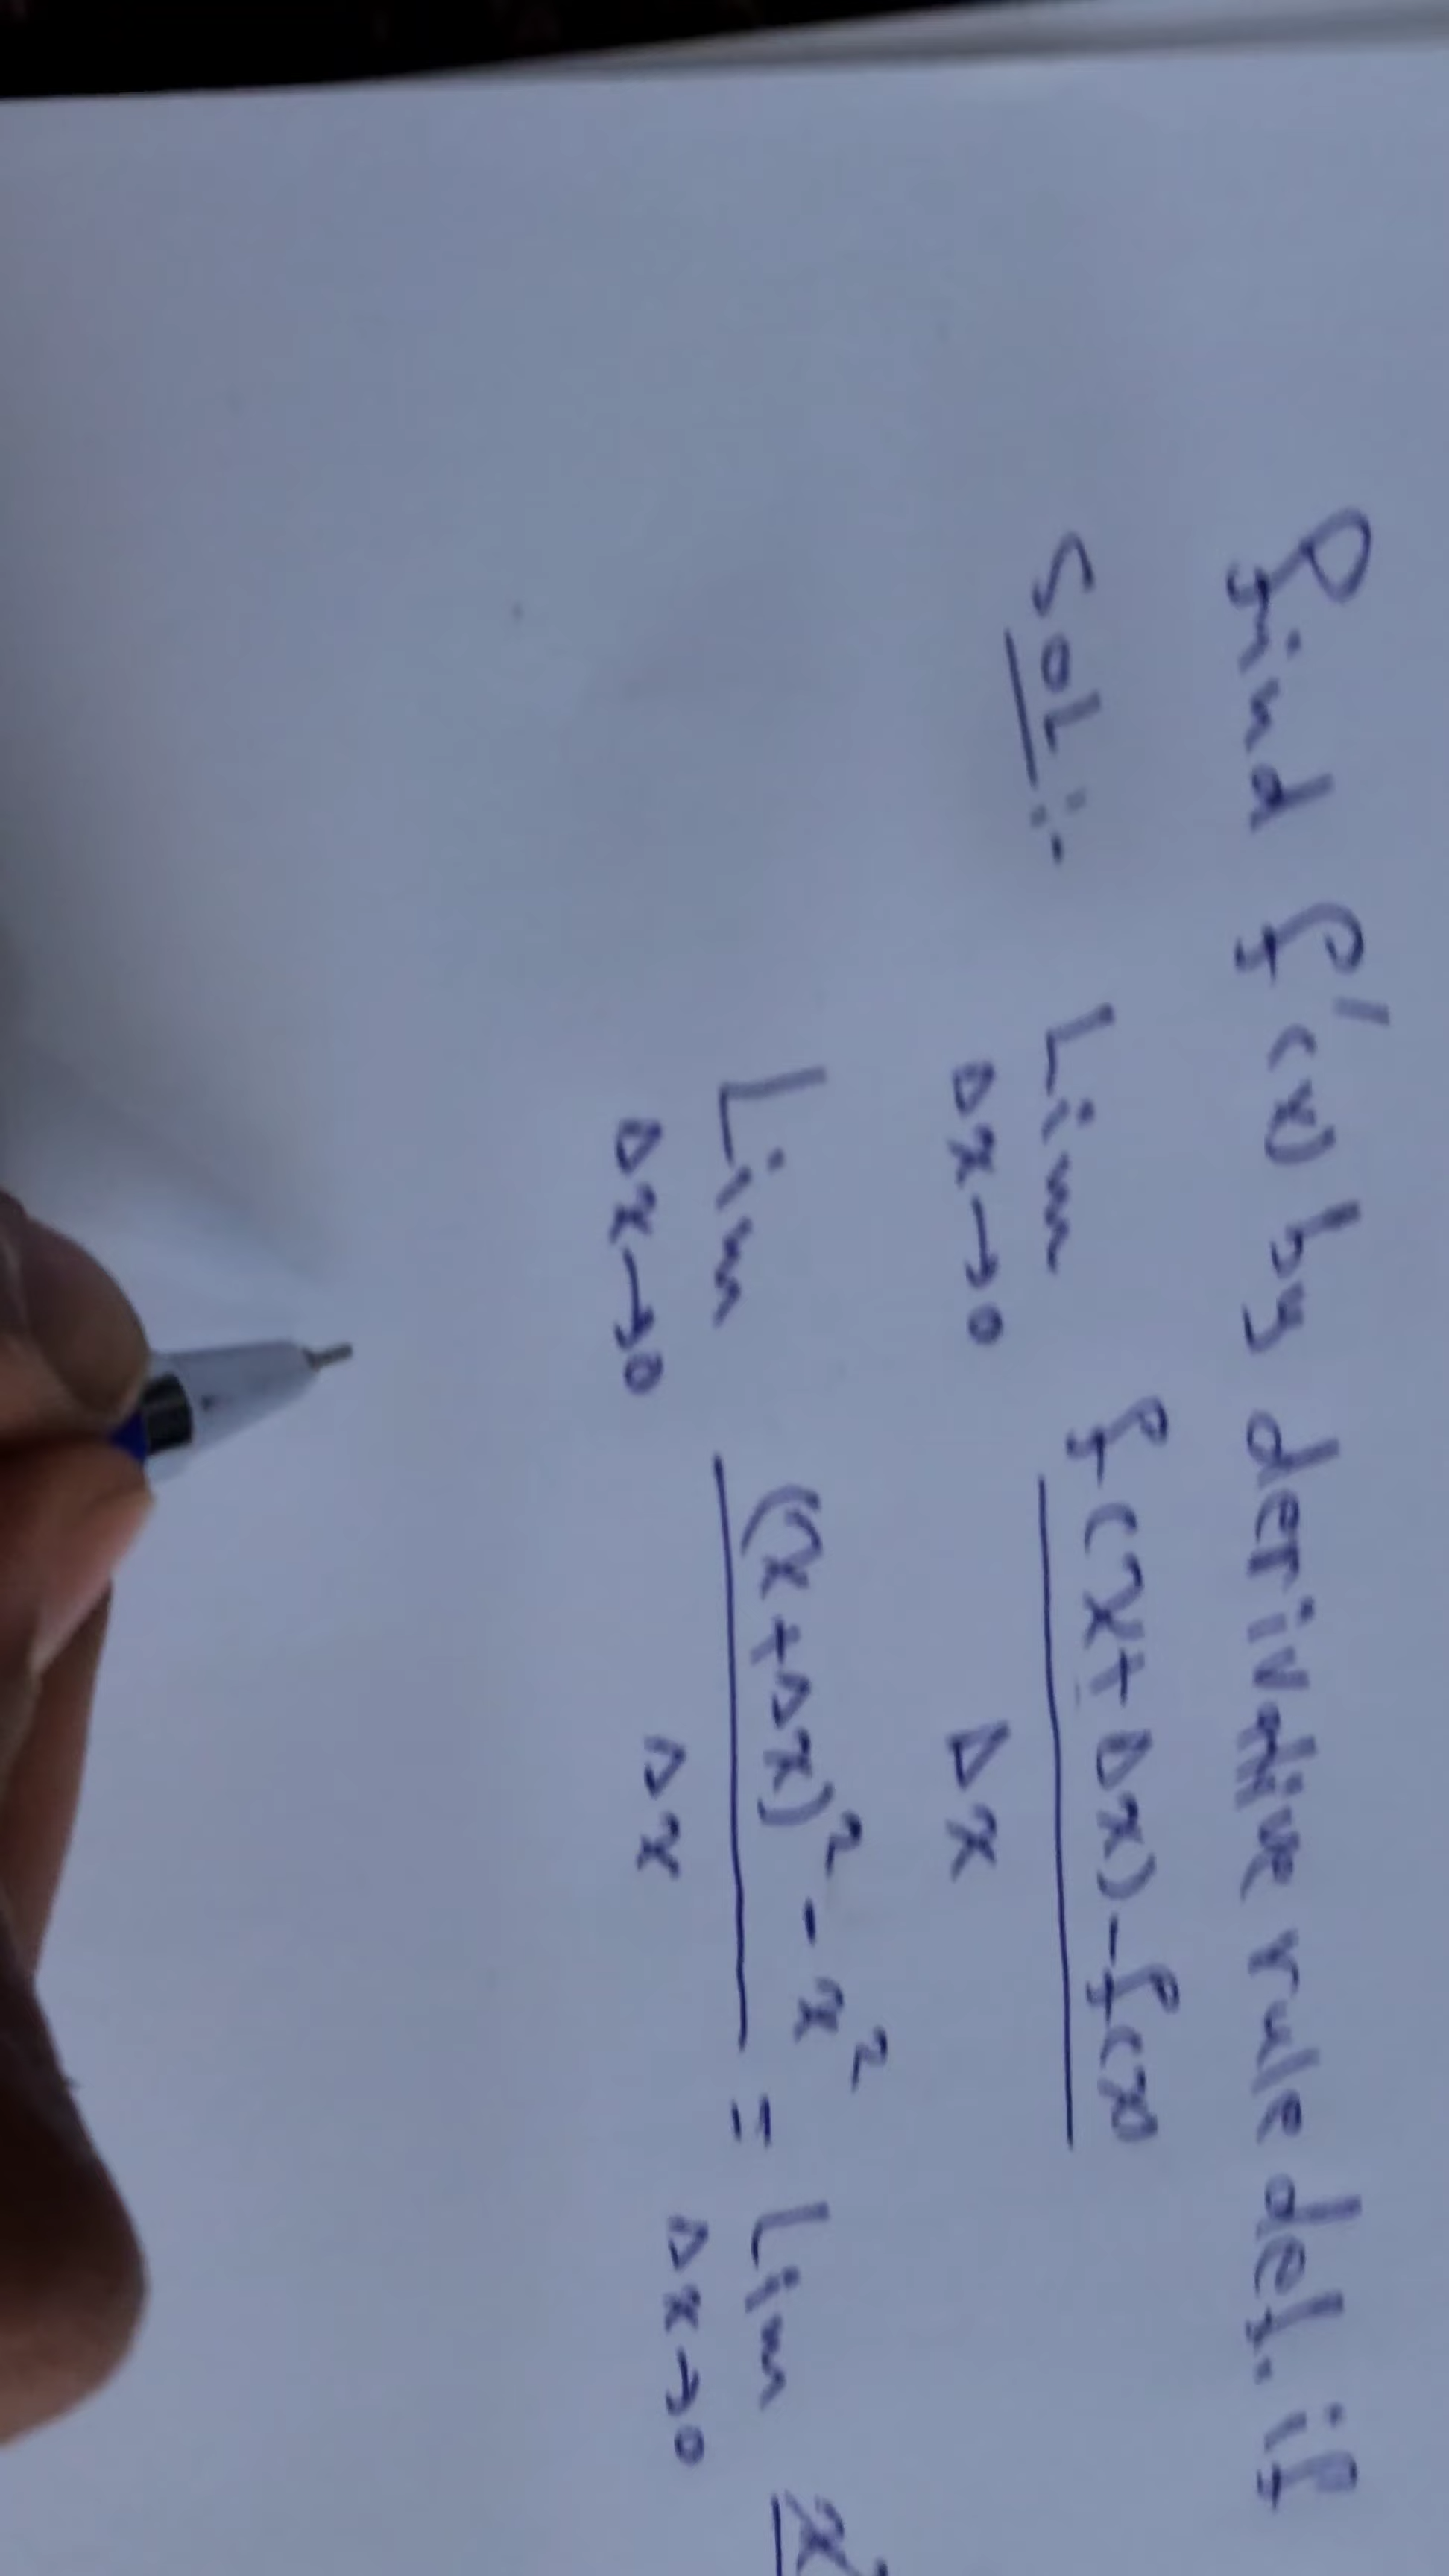 Find f'(x) by derivative rule def. if
Sol:- Lim Δx→0 f(x+Δx)-f(x) / Δx
Lim Δx→0 (x+Δx)² - x² / Δx = Lim Δx→0 x²